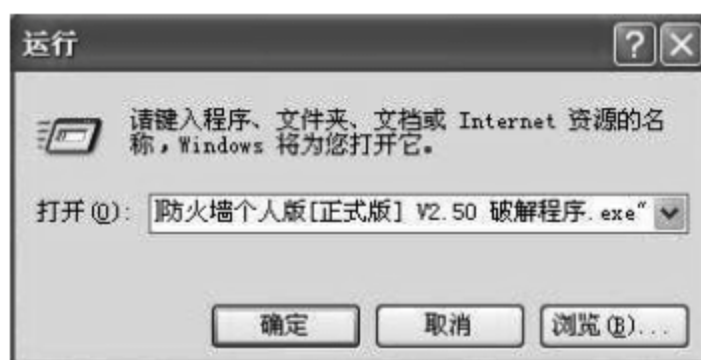 运行
请键入程序、文件夹、文档或 Internet 资源的名
称，Windows 将为您打开它。
打开(O): 防火墙个人版[正式版] V2.50 破解程序.exe"
确定 取消 浏览(B)...